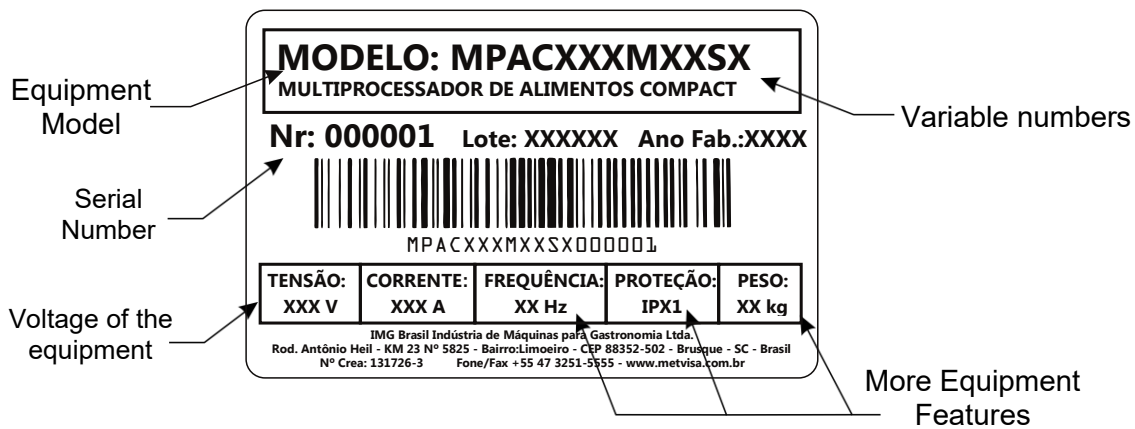 MODELO: MPACXXXMXXSX
MULTIPROCESSADOR DE ALIMENTOS COMPACT
Equipment
Model
Variable numbers
Nr: 000001 Lote: XXXXXX Ano Fab.:XXXX
Serial
Number
MPACXXXMXXSX000001
TENSÃO: CORRENTE: FREQUÊNCIA: PROTEÇÃO: PESO:
XXX V XXX A XX Hz IPX1 XX kg
Voltage of the
equipment
IMG Brasil Indústria de Máquinas para Gastronomia Ltda.
Rod. Antônio Heil - KM 23 Nº 5825 - Bairro:Limoeiro - CEP 88352-502 - Brusque - SC - Brasil
Nº Crea: 131726-3 Fone/Fax +55 47 3251-5555 - www.metvisa.com.br
More Equipment
Features